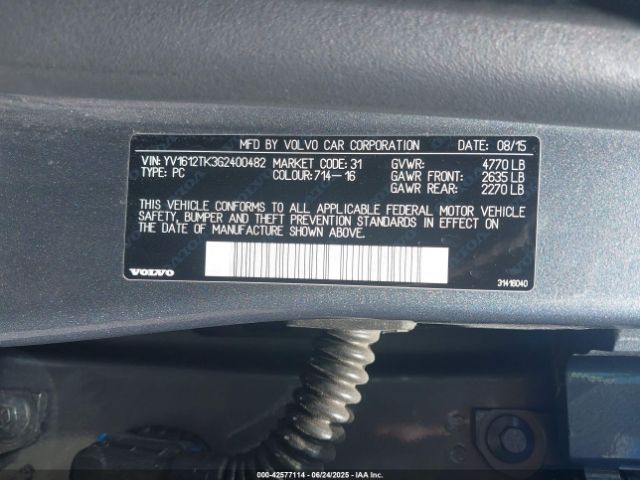 MFD BY VOLVO CAR CORPORATION DATE: 08/15
VIN: YV1612TK3G2400482 MARKET CODE: 31 GVWR: 4770 LB
TYPE: PC COLOUR: 714-16 GAWR FRONT: 2635 LB
GAWR REAR: 2270 LB
THIS VEHICLE CONFORMS TO ALL APPLICABLE FEDERAL MOTOR VEHICLE
SAFETY, BUMPER AND THEFT PREVENTION STANDARDS IN EFFECT ON
THE DATE OF MANUFACTURE SHOWN ABOVE.
VOLVO 31416040
000-42577114 - 06/24/2025 - IAA